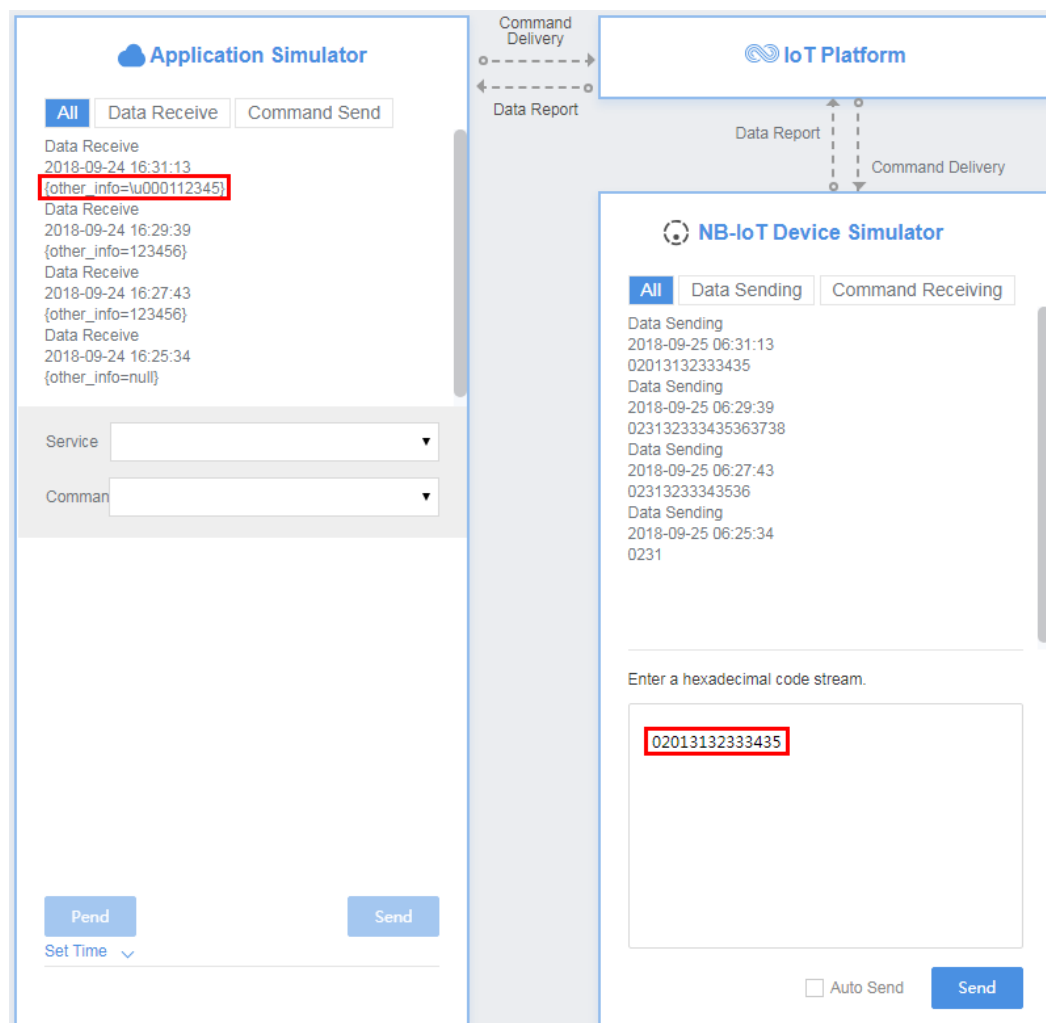 Application Simulator
All Data Receive Command Send
Data Receive
2018-09-24 16:31:13
{other_info=\u000112345}
Data Receive
2018-09-24 16:29:39
{other_info=123456}
Data Receive
2018-09-24 16:27:43
{other_info=123456}
Data Receive
2018-09-24 16:25:34
{other_info=null}
Service
Comman
Pend Send
Set Time
Command
Delivery
Data Report
IoT Platform
Data Report
Command Delivery
NB-IoT Device Simulator
All Data Sending Command Receiving
Data Sending
2018-09-25 06:31:13
02013132333435
Data Sending
2018-09-25 06:29:39
023132333435363738
Data Sending
2018-09-25 06:27:43
02313233343536
Data Sending
2018-09-25 06:25:34
0231
Enter a hexadecimal code stream.
02013132333435
Auto Send Send